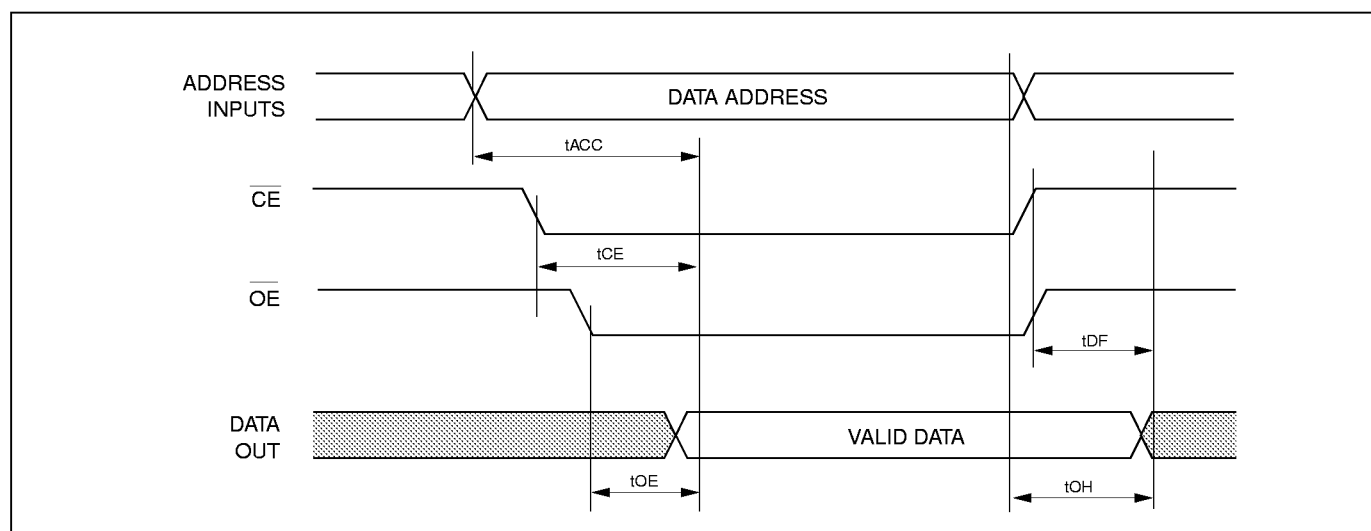 ADDRESS
INPUTS
DATA ADDRESS
tACC
CE
tCE
OE
tDF
DATA
OUT
VALID DATA
tOE
tOH